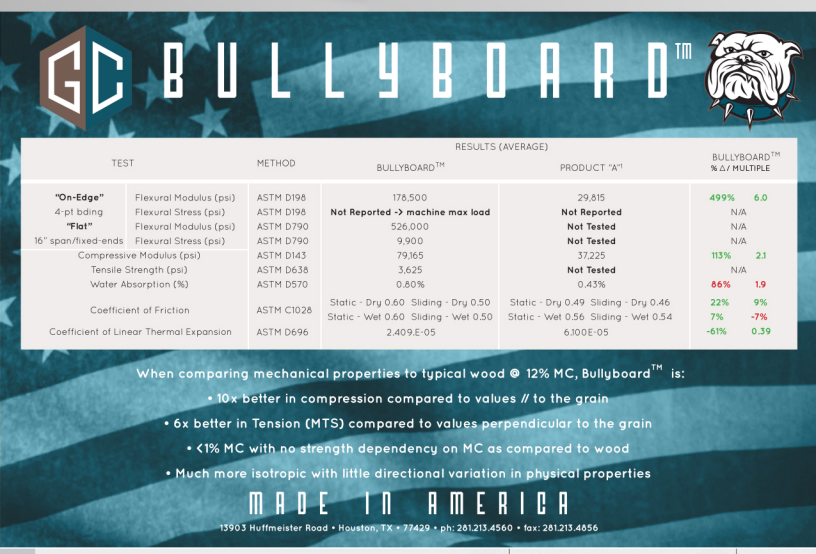 GC BULLYBOARD™
RESULTS (AVERAGE)
TEST METHOD BULLYBOARD™ PRODUCT "A"¹ BULLYBOARD™
% Δ/ MULTIPLE
"On-Edge" Flexural Modulus (psi) ASTM D198 178,500 29,815 499% 6.0
4-pt bding Flexural Stress (psi) ASTM D198 Not Reported -> machine max load Not Reported N/A
"Flat" Flexural Modulus (psi) ASTM D790 526,000 Not Tested N/A
16" span/fixed-ends Flexural Stress (psi) ASTM D790 9,900 Not Tested N/A
Compressive Modulus (psi) ASTM D143 79,165 37,225 113% 2.1
Tensile Strength (psi) ASTM D638 3,625 Not Tested N/A
Water Absorption (%) ASTM D570 0.80% 0.43% 86% 1.9
Coefficient of Friction ASTM C1028 Static - Dry 0.60 Sliding - Dry 0.50 Static - Dry 0.49 Sliding - Dry 0.46 22% 9%
Static - Wet 0.60 Sliding - Wet 0.50 Static - Wet 0.56 Sliding - Wet 0.54 7% -7%
Coefficient of Linear Thermal Expansion ASTM D696 2.409.E-05 6.100E-05 -61% 0.39
When comparing mechanical properties to typical wood @ 12% MC, Bullyboard™ is:
• 10x better in compression compared to values // to the grain
• 6x better in Tension (MTS) compared to values perpendicular to the grain
• <1% MC with no strength dependency on MC as compared to wood
• Much more isotropic with little directional variation in physical properties
MADE IN AMERICA
13903 Huffmeister Road • Houston, TX • 77429 • ph: 281.213.4560 • fax: 281.213.4856